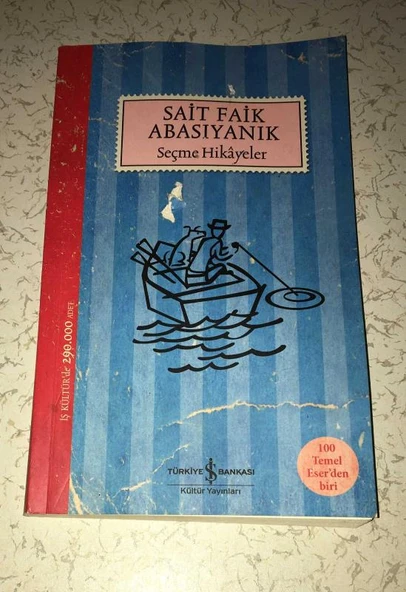 SAİT FAİK
ABASIYANIK
Seçme Hikâyeler
İŞ KÜLTÜR'de 290.000 ADET
100
Temel
Eser'den
biri
TÜRKİYE İŞ BANKASI
Kültür Yayınları